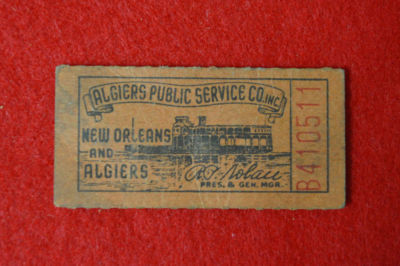 ALGIERS PUBLIC SERVICE CO. INC.
NEW ORLEANS
AND
ALGIERS
PRES. & GEN. MGR.
B410511